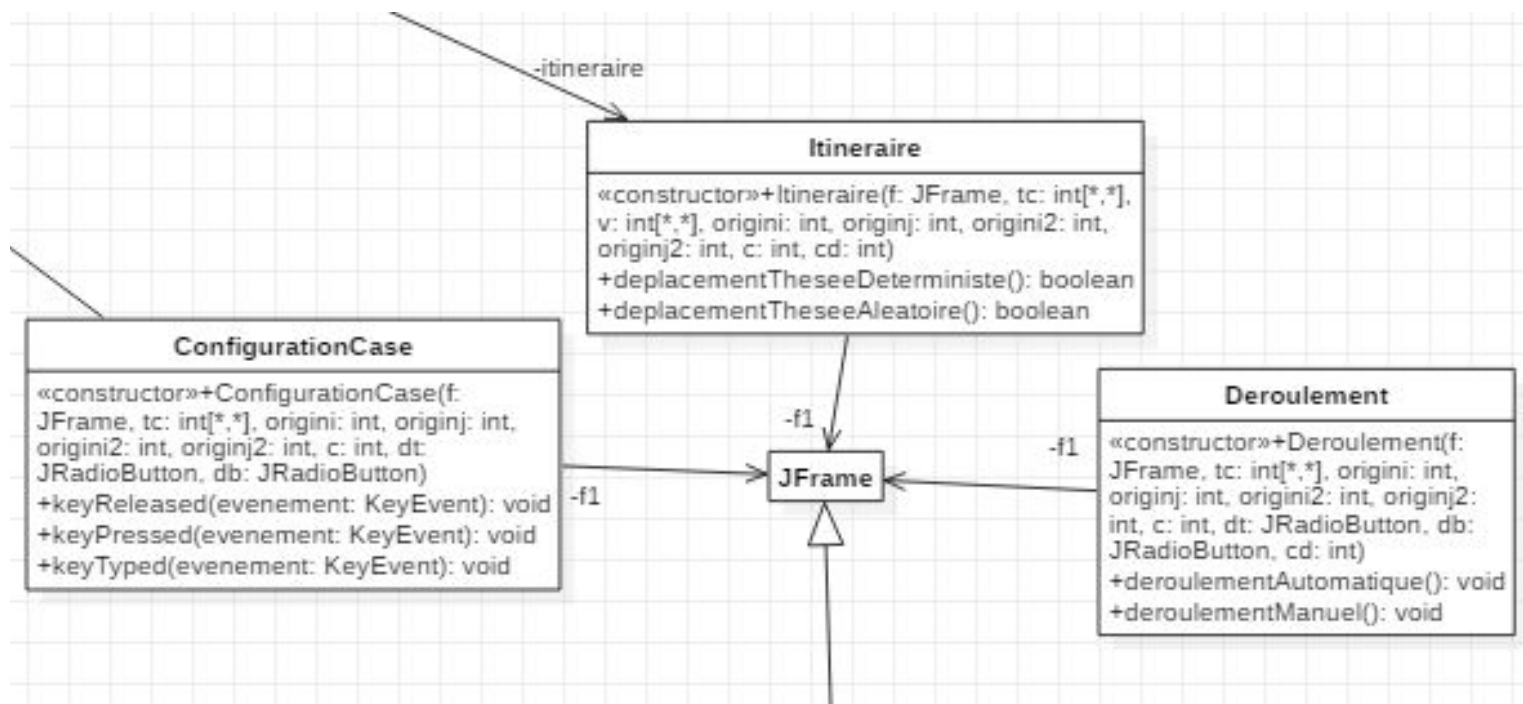 -itineraire
Itineraire
«constructor»+Itineraire(f: JFrame, tc: int[*,*],
v: int[*,*], origini: int, originj: int, origini2: int,
originj2: int, c: int, cd: int)
+deplacementTheseeDeterministe(): boolean
+deplacementTheseeAleatoire(): boolean
ConfigurationCase
«constructor»+ConfigurationCase(f:
JFrame, tc: int[*,*], origini: int, originj: int,
origini2: int, originj2: int, c: int, dt:
JRadioButton, db: JRadioButton)
+keyReleased(evenement: KeyEvent): void
+keyPressed(evenement: KeyEvent): void
+keyTyped(evenement: KeyEvent): void
-f1
-f1
JFrame
-f1
Deroulement
«constructor»+Deroulement(f:
JFrame, tc: int[*,*], origini: int,
originj: int, origini2: int, originj2:
int, c: int, dt: JRadioButton, db:
JRadioButton, cd: int)
+deroulementAutomatique(): void
+deroulementManuel(): void